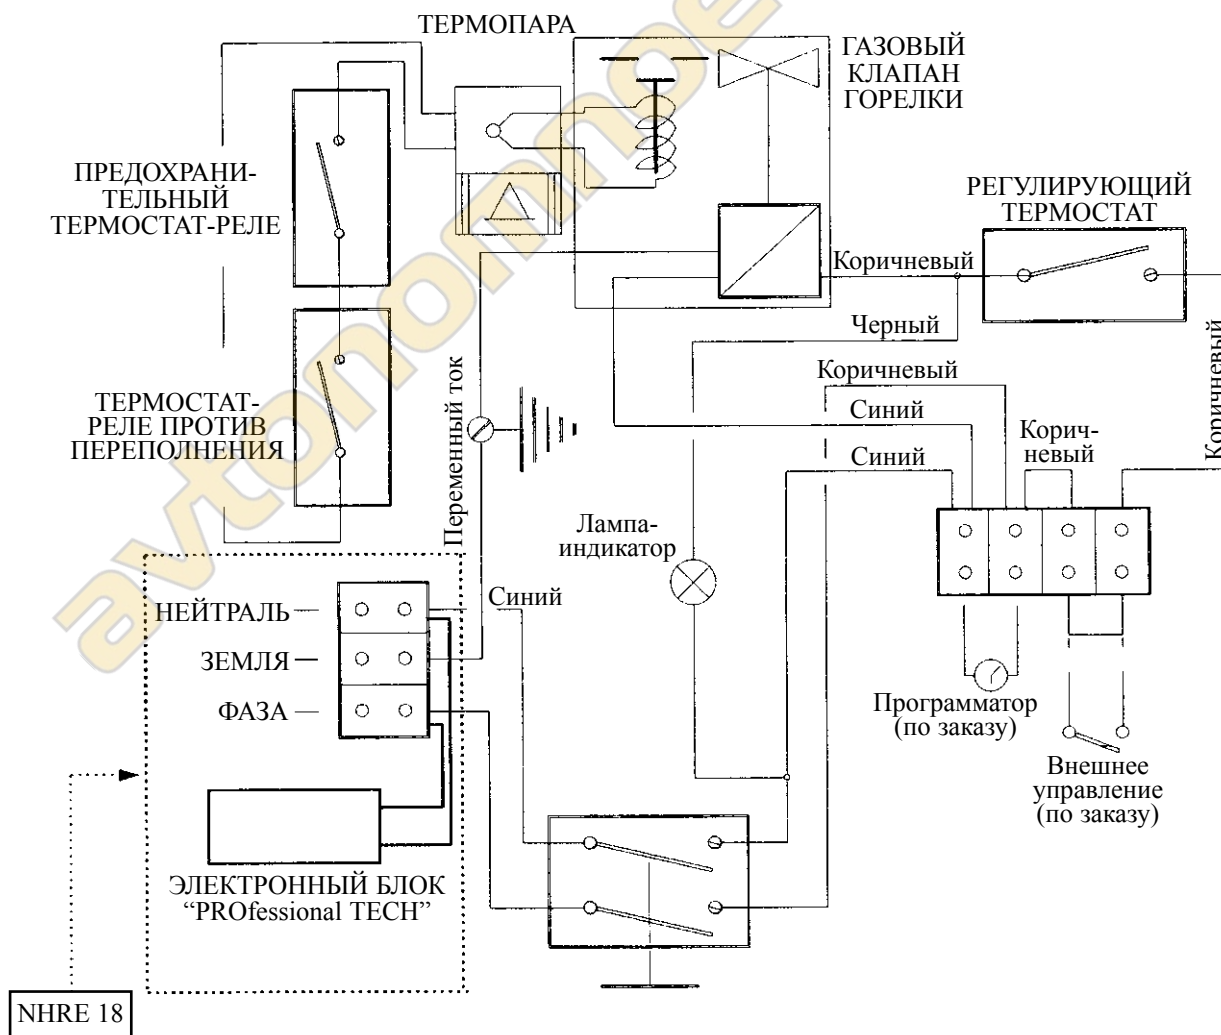 ТЕРМОПАРА
ГАЗОВЫЙ
КЛАПАН
ГОРЕЛКИ
ПРЕДОХРАНИ-
ТЕЛЬНЫЙ
ТЕРМОСТАТ-РЕЛЕ
РЕГУЛИРУЮЩИЙ
ТЕРМОСТАТ
Коричневый
Черный
Коричневый
Синий
Корич-
невый
Синий
Коричневый
ТЕРМОСТАТ-
РЕЛЕ ПРОТИВ
ПЕРЕПОЛНЕНИЯ
Переменный ток
Лампа-
индикатор
НЕЙТРАЛЬ
Синий
ЗЕМЛЯ
ФАЗА
Программатор
(по заказу)
Внешнее
управление
(по заказу)
ЭЛЕКТРОННЫЙ БЛОК
“PROfessional TECH”
NHRE 18
avtonomnoe